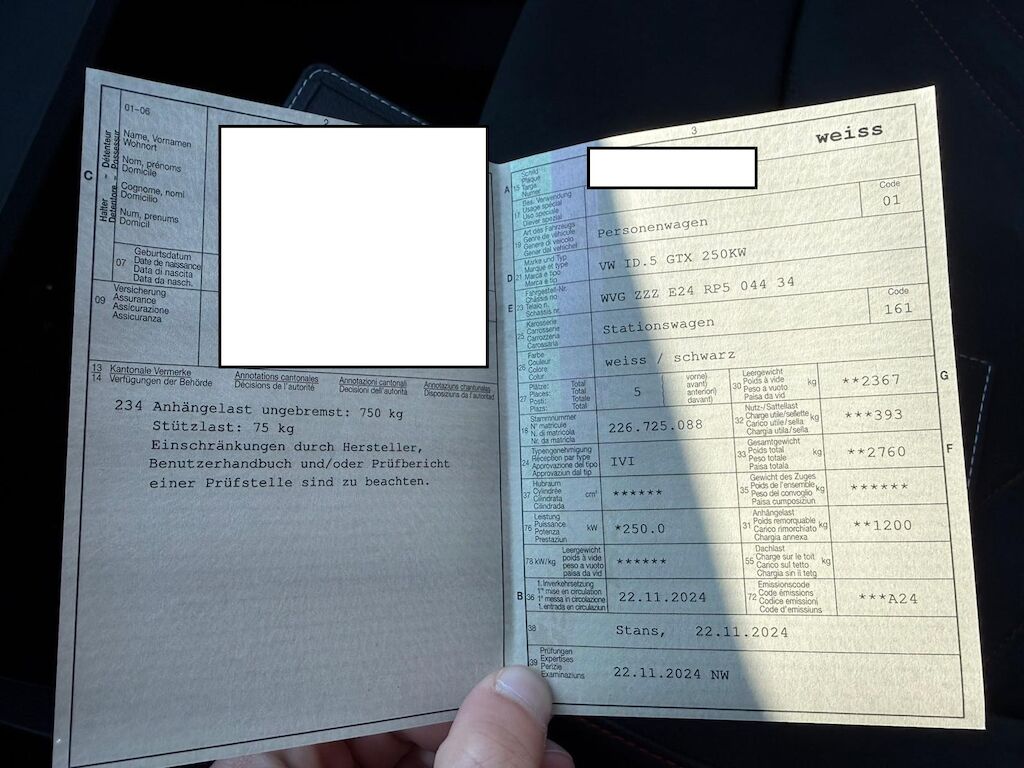 2
01-06
Name, Vornamen
Wohnort
Nom, prénoms
Domicile
Cognome, nomi
Domicilio
Num, prenums
Domicil
C
Halter - Détenteur
Detentore - Possessur
07
Geburtsdatum
Date de naissance
Data di nascita
Data da nasch.
09
Versicherung
Assurance
Assicurazione
Assicuranza
13 Kantonale Vermerke
14 Verfügungen der Behörde
Annotations cantonales
Décisions de l'autorité
Annotazioni cantonali
Decisioni dell'autorità
Annotaziuns chantunalas
Disposiziuns da l'autoritad
234 Anhängelast ungebremst: 750 kg
Stützlast: 75 kg
Einschränkungen durch Hersteller,
Benutzerhandbuch und/oder Prüfbericht
einer Prüfstelle sind zu beachten.
3
weiss
A
15
Schild
Plaque
Targa
Numer
17
Bes. Verwendung
Usage spécial
Uso speciale
Diever spezial
Code
01
19
Art des Fahrzeugs
Genre de véhicule
Genere di veicolo
Gener dal vehichel
Personenwagen
D
21
Marke und Typ
Marque et type
Marca e tipo
Marca e tip
VW ID.5 GTX 250KW
E
23
Fahrgestell-Nr.
Châssis no
Telaio n.
Schassis nr.
WVG ZZZ E24 RP5 044 34
25
Karosserie
Carrosserie
Carrozzeria
Carossaria
Stationswagen
Code
161
26
Farbe
Couleur
Colore
Colur
weiss / schwarz
27
Plätze: Total
Places: Total
Posti: Totale
Plazs: Total
5
vorne)
avant)
anteriori)
davant)
30
Leergewicht
Poids à vide
Peso a vuoto
Paisa da vid
kg
**2367
G
18
Stammnummer
N° matricule
N. di matricola
Nr. da matricla
226.725.088
32
Nutz-/Sattellast
Charge utile/sellette
Carico utile/sella
Chargia utila/sella
kg
***393
24
Typengenehmigung
Réception par type
Approvazione del tipo
Approvaziun dal tip
IVI
33
Gesamtgewicht
Poids total
Peso totale
Paisa totala
kg
**2760
F
37
Hubraum
Cylindrée
Cilindrata
Cilindrada
cm³
******
35
Gewicht des Zuges
Poids de l'ensemble
Peso del convoglio
Paisa cumposiziun
kg
******
76
Leistung
Puissance
Potenza
Prestaziun
kW
*250.0
31
Anhängelast
Poids remorquable
Carico rimorchiato
Chargia annexa
kg
**1200
78 kW/kg
Leergewicht
poids à vide
peso a vuoto
paisa da vid
******
55
Dachlast
Charge sur le toit
Carico sul tetto
Chargia sin il tetg
kg
B
36
1. Inverkehrsetzung
1re mise en circulation
1a messa in circolazione
1. entrada en circulaziun
22.11.2024
72
Emissionscode
Code émissions
Codice emissioni
Code d'emissiuns
***A24
38
Stans, 22.11.2024
39
Prüfungen
Expertises
Perizie
Examinaziuns
22.11.2024 NW